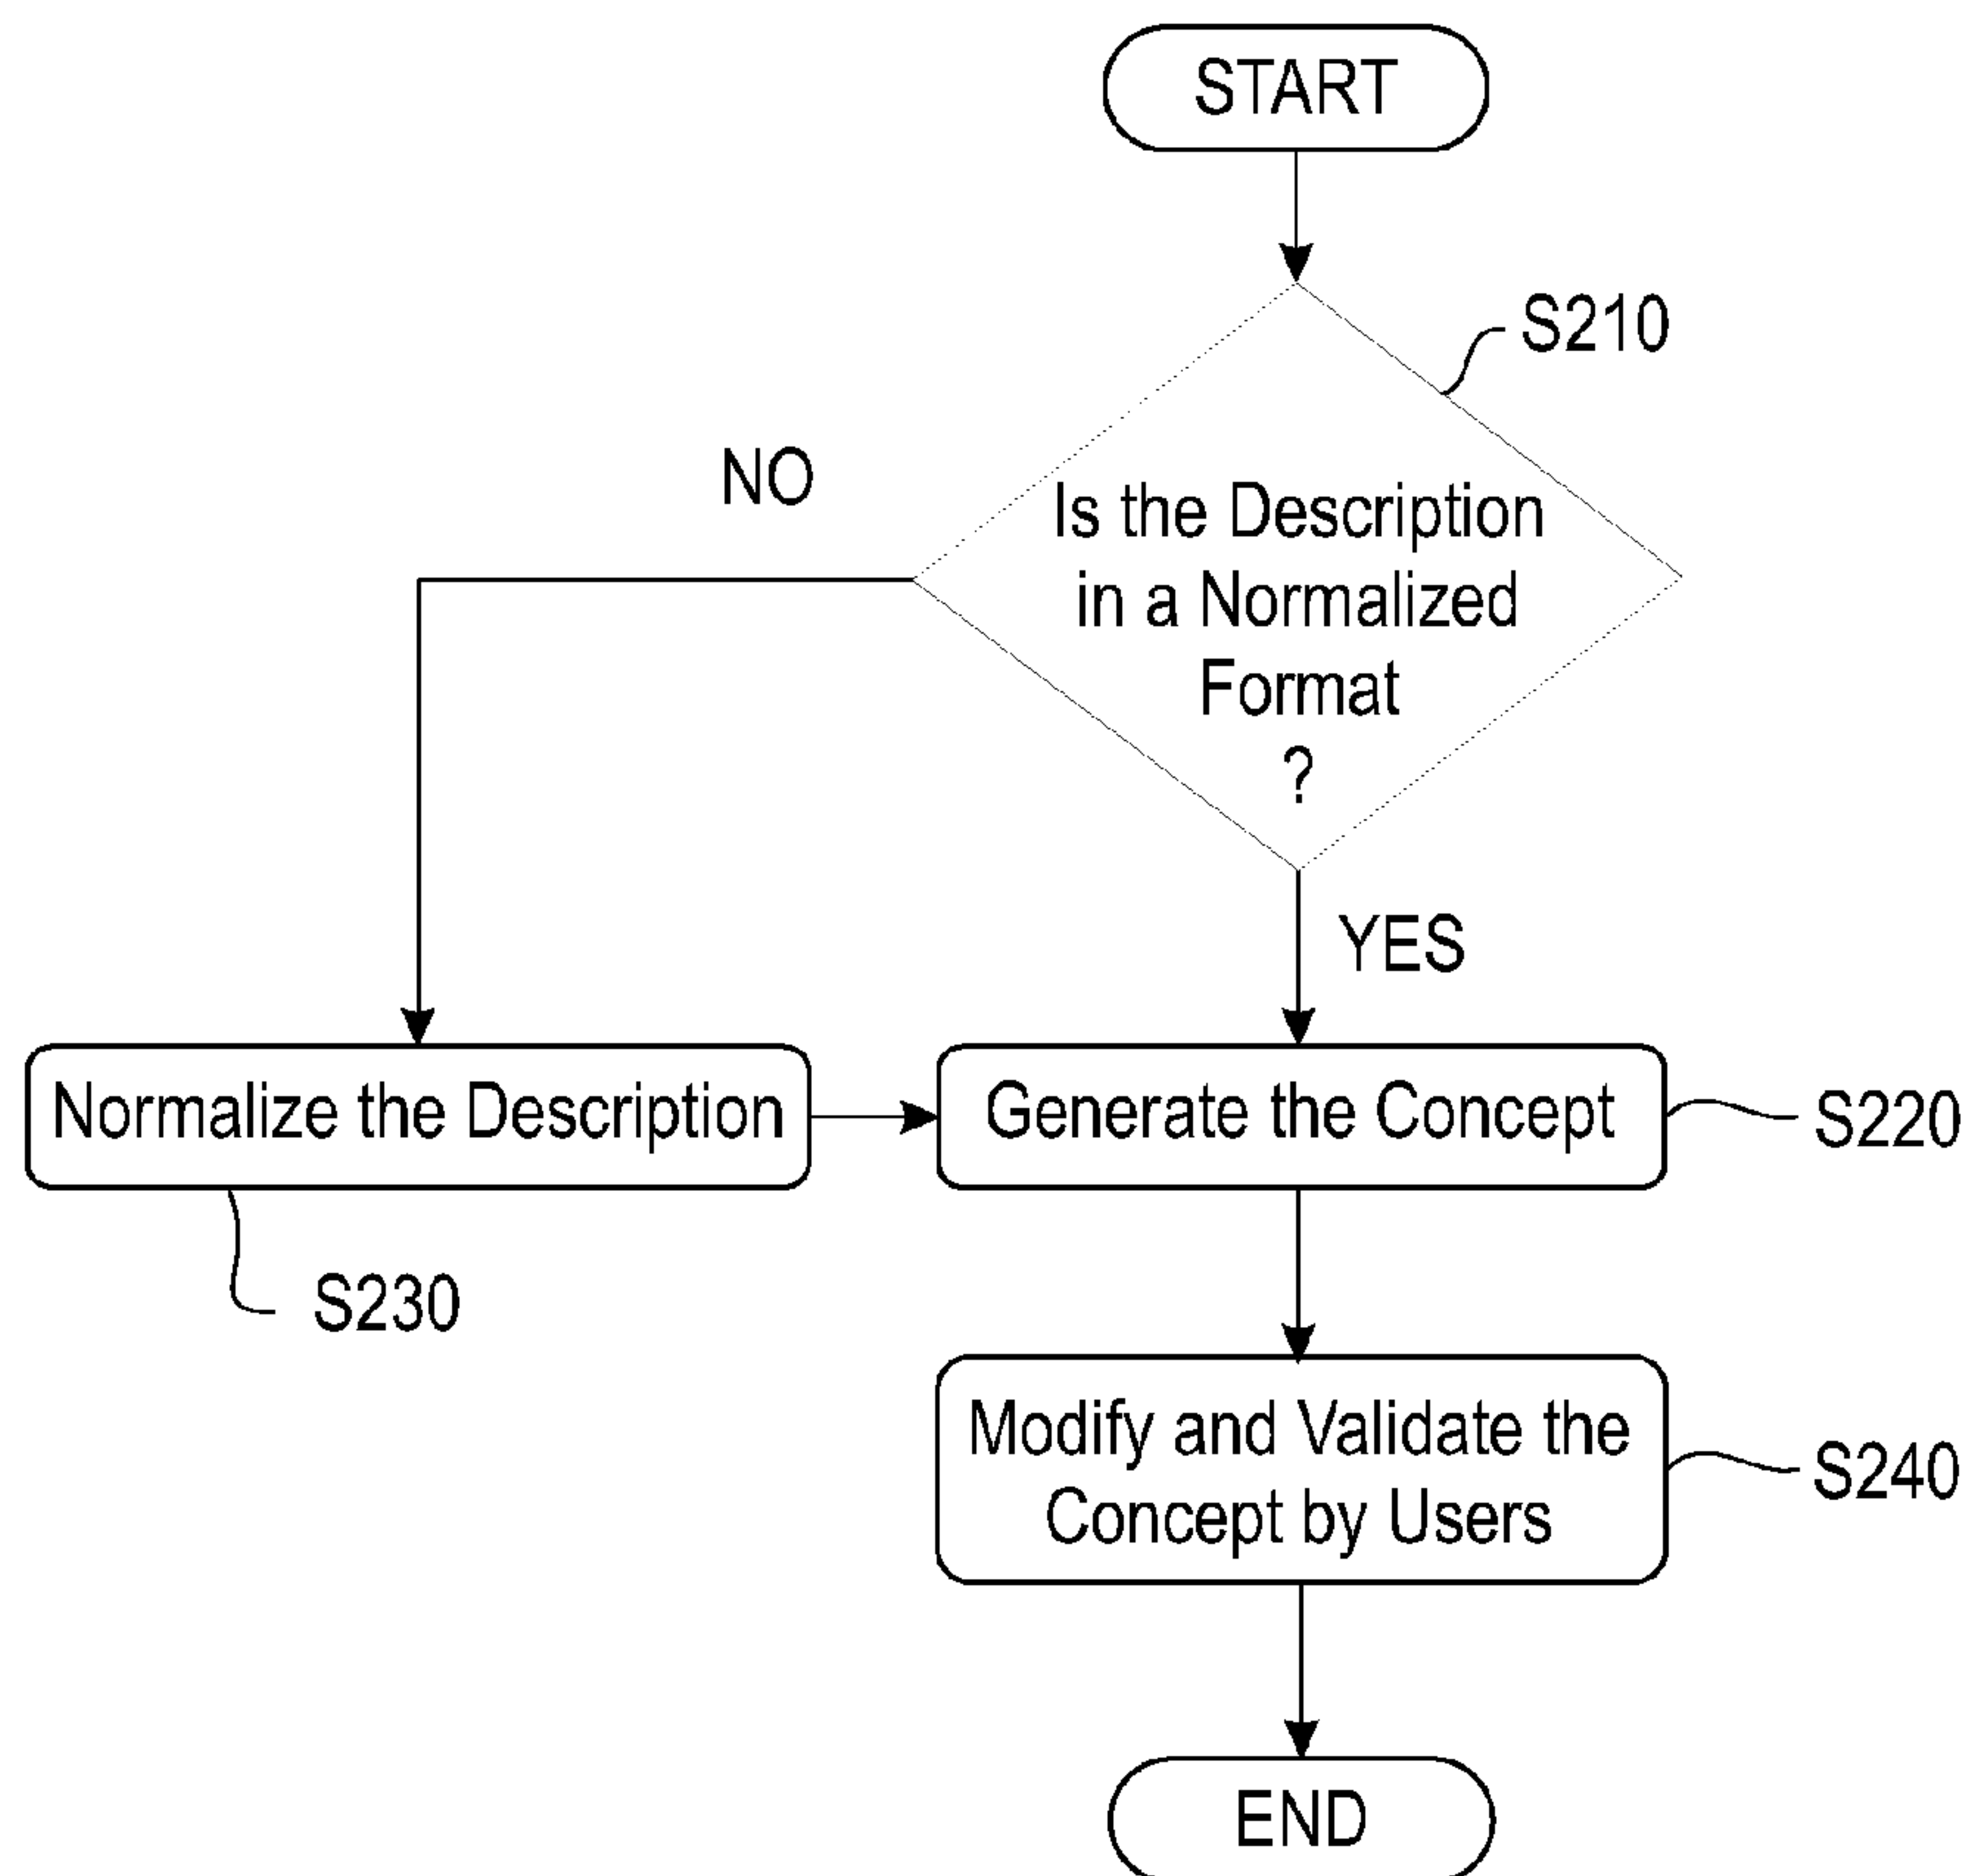 START
S210
NO
Is the Description
in a Normalized
Format
?
YES
Normalize the Description
Generate the Concept
S220
S230
Modify and Validate the
Concept by Users
S240
END